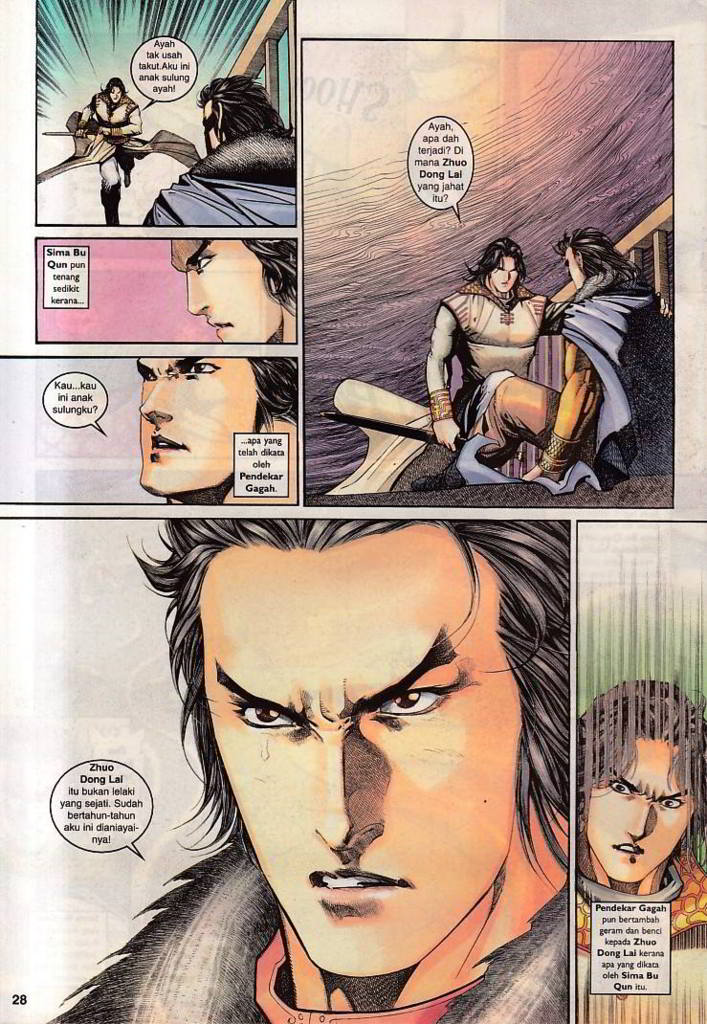 Ayah
tak usah
takut.Aku ini
anak sulung
ayah!
Sima Bu
Qun pun
tenang
sedikit
kerana...
Kau...kau
ini anak
sulungku?
...apa yang
telah dikata
oleh
Pendekar
Gagah.
Ayah,
apa dah
terjadi? Di
mana Zhuo
Dong Lai
yang jahat
itu?
Zhuo
Dong Lai
itu bukan lelaki
yang sejati. Sudah
bertahun-tahun
aku ini dianiayai-
nya!
Pendekar Gagah
pun bertambah
geram dan benci
kepada Zhuo
Dong Lai kerana
apa yang dikata
oleh Sima Bu
Qun itu.
28